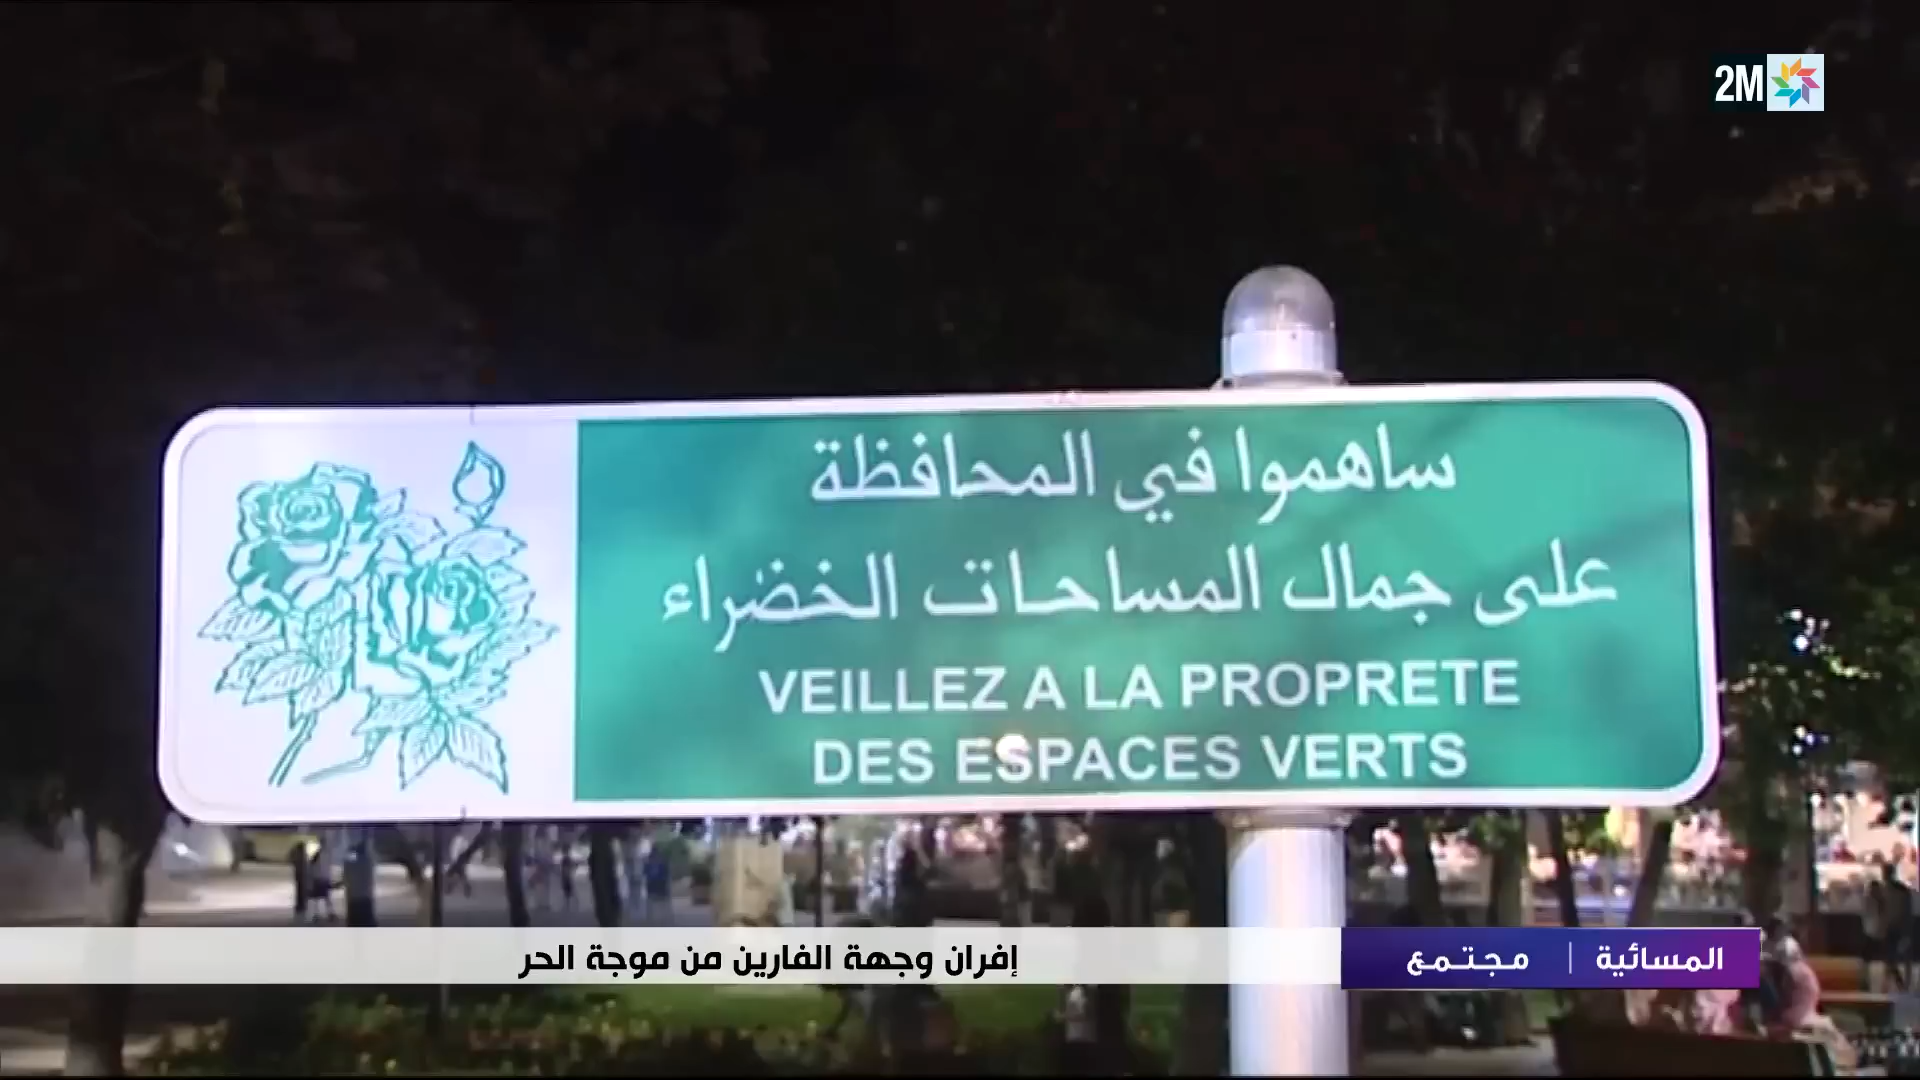 2M
ساهموا في المحافظة
على جمال المساحات الخضراء
VEILLEZ A LA PROPRETE
DES ESPACES VERTS
المسائية | مجتمع
إفران وجهة الفارين من موجة الحر